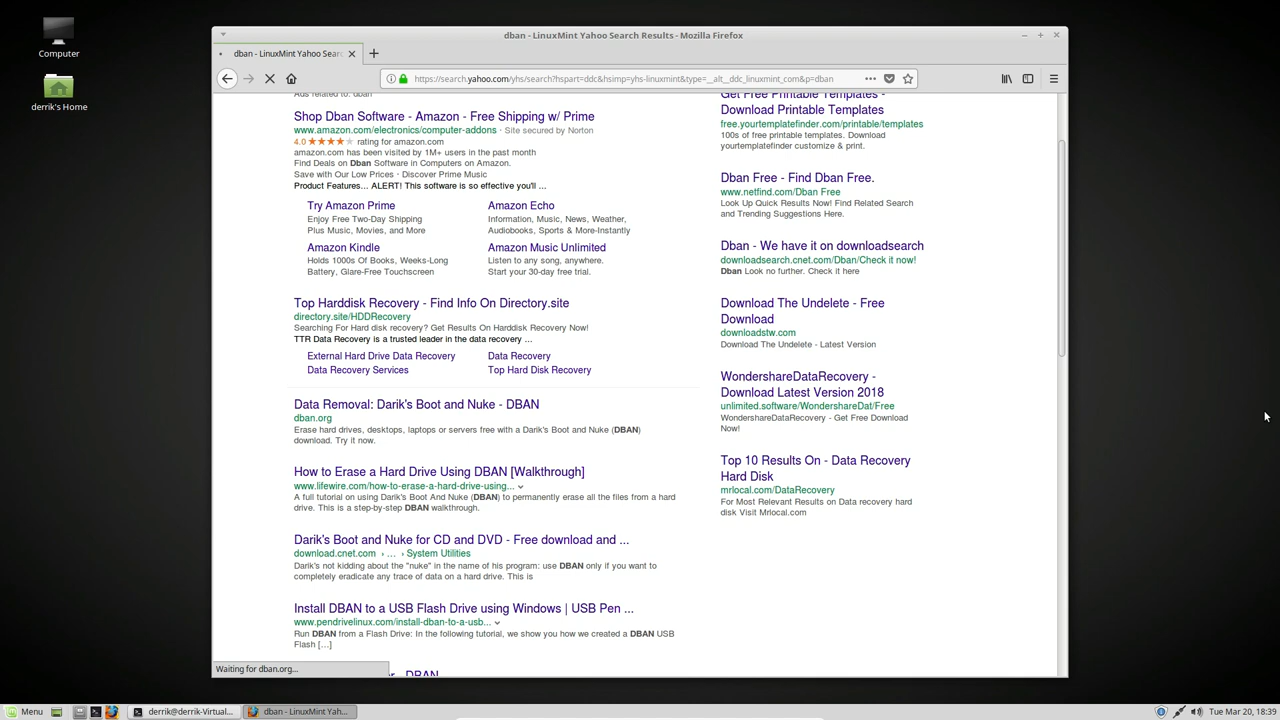 Computer
derrik's Home
dban - LinuxMint Yahoo Search Results - Mozilla Firefox
dban - LinuxMint Yahoo Searc
https://search.yahoo.com/yhs/search?hspart=ddc&hsimp=yhs-linuxmint&type=__alt__ddc_linuxmint_com&p=dban
Ads related to: dban
Shop Dban Software - Amazon - Free Shipping w/ Prime
www.amazon.com/electronics/computer-addons · Site secured by Norton
4.0 ★★★★★ rating for amazon.com
amazon.com has been visited by 1M+ users in the past month
Find Deals on Dban Software in Computers on Amazon.
Save with Our Low Prices · Discover Prime Music
Product Features... ALERT! This software is so effective you'll ...
Try Amazon Prime
Enjoy Free Two-Day Shipping
Plus Music, Movies, and More
Amazon Echo
Information, Music, News, Weather,
Audiobooks, Sports & More-Instantly
Amazon Kindle
Holds 1000s Of Books, Weeks-Long
Battery, Glare-Free Touchscreen
Amazon Music Unlimited
Listen to any song, anywhere.
Start your 30-day free trial.
Top Harddisk Recovery - Find Info On Directory.site
directory.site/HDDRecovery
Searching For Hard disk recovery? Get Results On Harddisk Recovery Now!
TTR Data Recovery is a trusted leader in the data recovery ...
External Hard Drive Data Recovery
Data Recovery
Data Recovery Services
Top Hard Disk Recovery
Data Removal: Darik's Boot and Nuke - DBAN
dban.org
Erase hard drives, desktops, laptops or servers free with a Darik's Boot and Nuke (DBAN)
download. Try it now.
How to Erase a Hard Drive Using DBAN [Walkthrough]
www.lifewire.com/how-to-erase-a-hard-drive-using...
A full tutorial on using Darik's Boot And Nuke (DBAN) to permanently erase all the files from a hard
drive. This is a step-by-step DBAN walkthrough.
Darik's Boot and Nuke for CD and DVD - Free download and ...
download.cnet.com › ... › System Utilities
Darik's not kidding about the "nuke" in the name of his program: use DBAN only if you want to
completely eradicate any trace of data on a hard drive. This is
Install DBAN to a USB Flash Drive using Windows | USB Pen ...
www.pendrivelinux.com/install-dban-to-a-usb...
Run DBAN from a Flash Drive: In the following tutorial, we show you how we created a DBAN USB
Flash [...]
- DBAN
Get Free Printable Templates -
Download Printable Templates
free.yourtemplatefinder.com/printable/templates
100s of free printable templates. Download
yourtemplatefinder customize & print.
Dban Free - Find Dban Free.
www.netfind.com/Dban Free
Look Up Quick Results Now! Find Related Search
and Trending Suggestions Here.
Dban - We have it on downloadsearch
downloadsearch.cnet.com/Dban/Check it now!
Dban Look no further. Check it here
Download The Undelete - Free
Download
downloadstw.com
Download The Undelete - Latest Version
WondershareDataRecovery -
Download Latest Version 2018
unlimited.software/WondershareDat/Free
WondershareDataRecovery - Get Free Download
Now!
Top 10 Results On - Data Recovery
Hard Disk
mrlocal.com/DataRecovery
For Most Relevant Results on Data recovery hard
disk Visit Mrlocal.com
Waiting for dban.org...
Menu
derrik@derrik-Virtual...
dban - LinuxMint Yah...
Tue Mar 20, 18:39